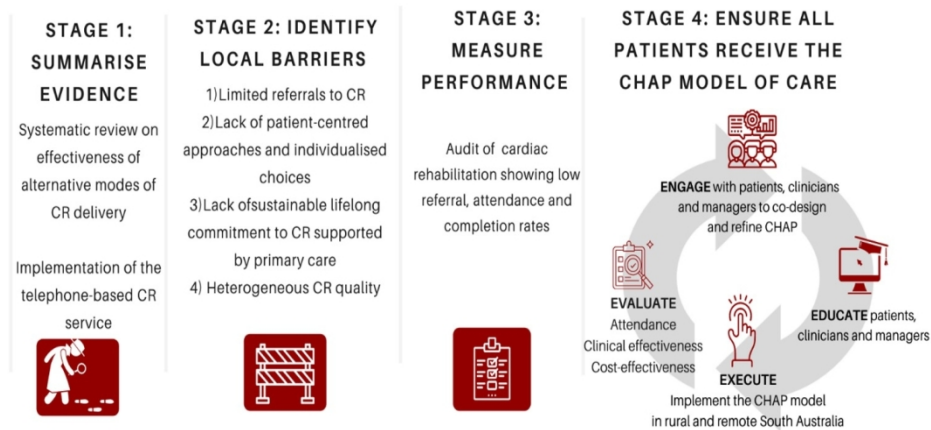 STAGE 1:
SUMMARISE
EVIDENCE
Systematic review on
effectiveness of
alternative modes of
CR delivery
Implementation of the
telephone-based CR
service
STAGE 2: IDENTIFY
LOCAL BARRIERS
1)Limited referrals to CR
2)Lack of patient-centred
approaches and individualised
choices
3)Lack ofsustainable lifelong
commitment to CR supported
by primary care
4) Heterogeneous CR quality
STAGE 3:
MEASURE
PERFORMANCE
Audit of cardiac
rehabilitation showing low
referral, attendance and
completion rates
STAGE 4: ENSURE ALL
PATIENTS RECEIVE THE
CHAP MODEL OF CARE
ENGAGE with patients, clinicians
and managers to co-design
and refine CHAP
EDUCATE patients,
clinicians and managers
EXECUTE
Implement the CHAP model
in rural and remote South Australia
EVALUATE
Attendance
Clinical effectiveness
Cost-effectiveness